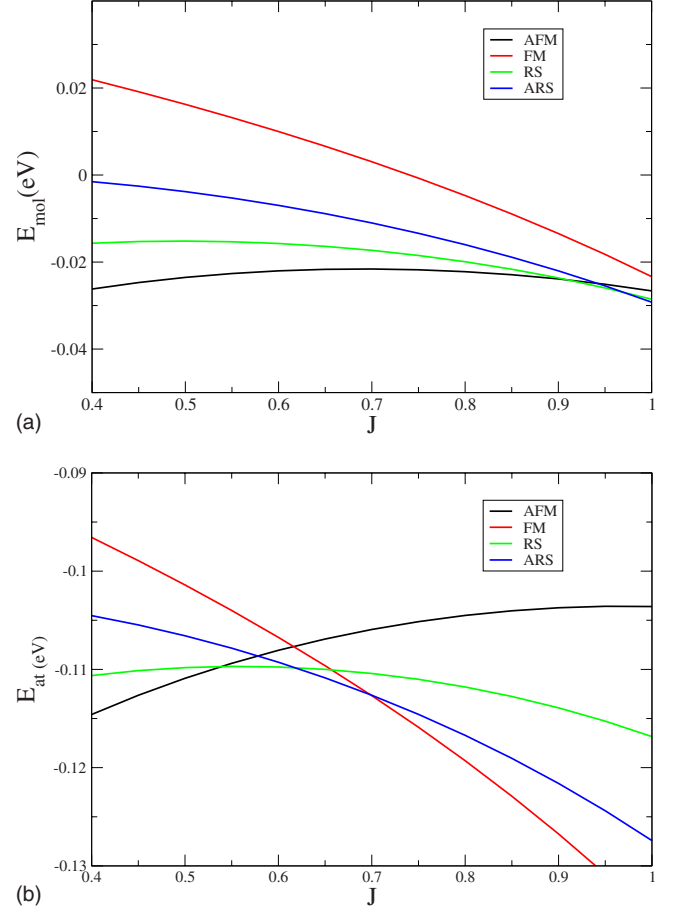 AFM
FM
RS
ARS
0.02
0
-0.02
-0.04
E_mol(eV)
0.4 0.5 0.6 0.7 0.8 0.9 1
J
(a)
-0.09
AFM
FM
RS
ARS
-0.1
-0.11
-0.12
-0.13
E_at (eV)
0.4 0.5 0.6 0.7 0.8 0.9 1
J
(b)